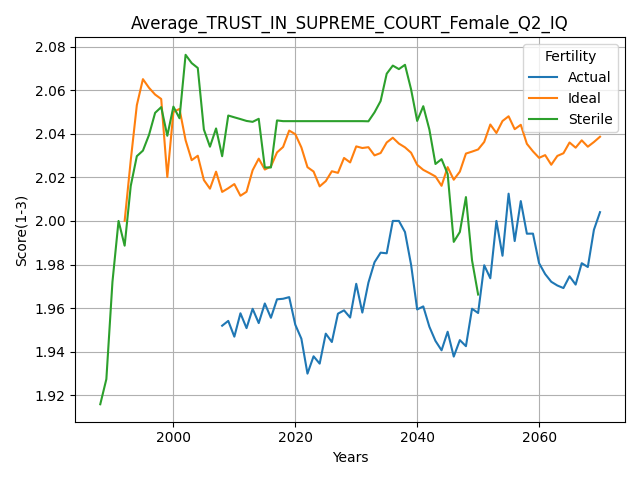 Average_TRUST_IN_SUPREME_COURT_Female_Q2_IQ
Fertility
Actual
Ideal
Sterile
Score(1-3)
2.08
2.06
2.04
2.02
2.00
1.98
1.96
1.94
1.92
2000
2020
2040
2060
Years